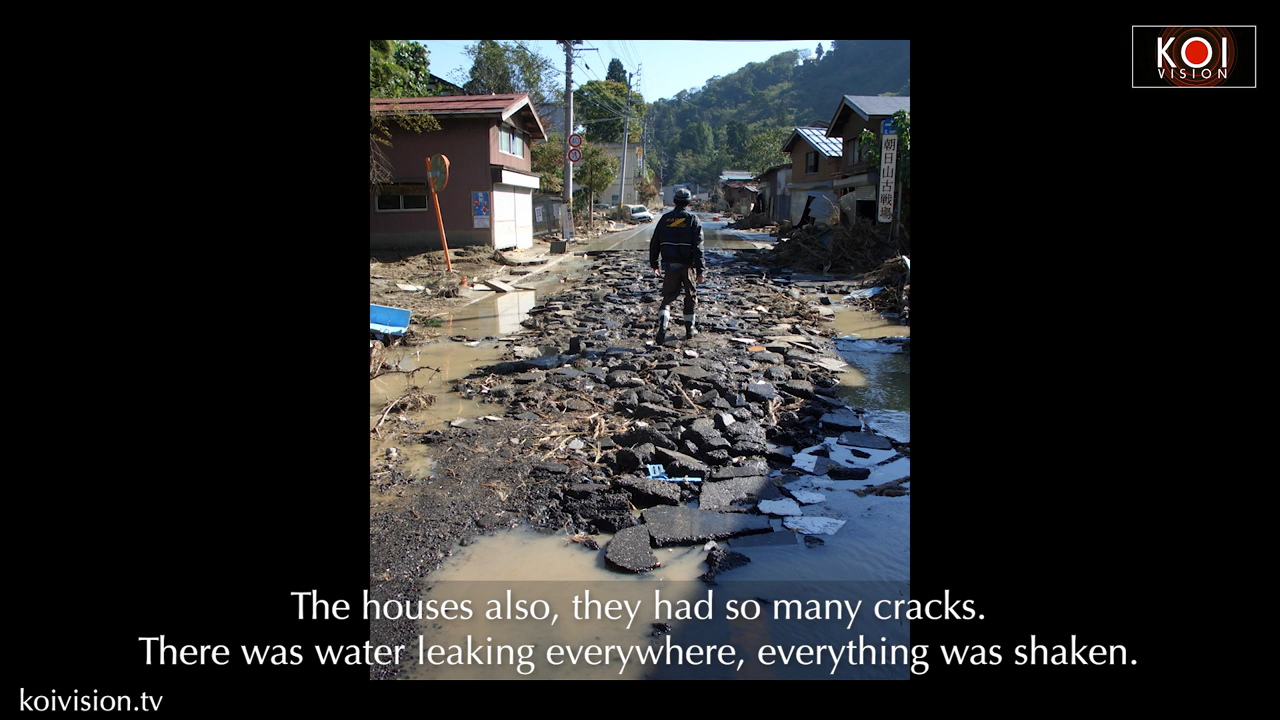 KOI
VISION
朝日山古戦場
The houses also, they had so many cracks.
There was water leaking everywhere, everything was shaken.
koivision.tv